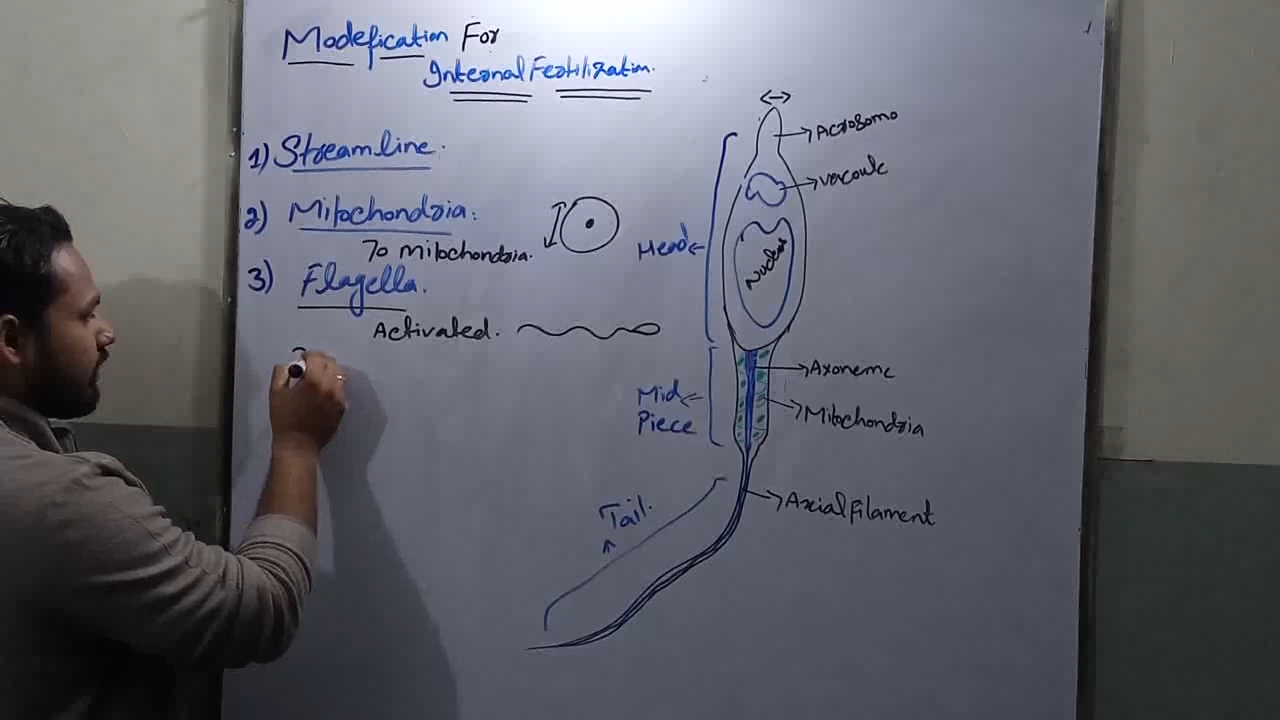 Modefication For
Internal Fertilization.
1) Streamline.
2) Mitochondria:
70 mitochondria.
3) Flagella.
Activated.
Acrosomo
vacoule
Head
Nucleus
Axoneme
Mid
Piece
Mitochondria
Tail.
Axial Filament